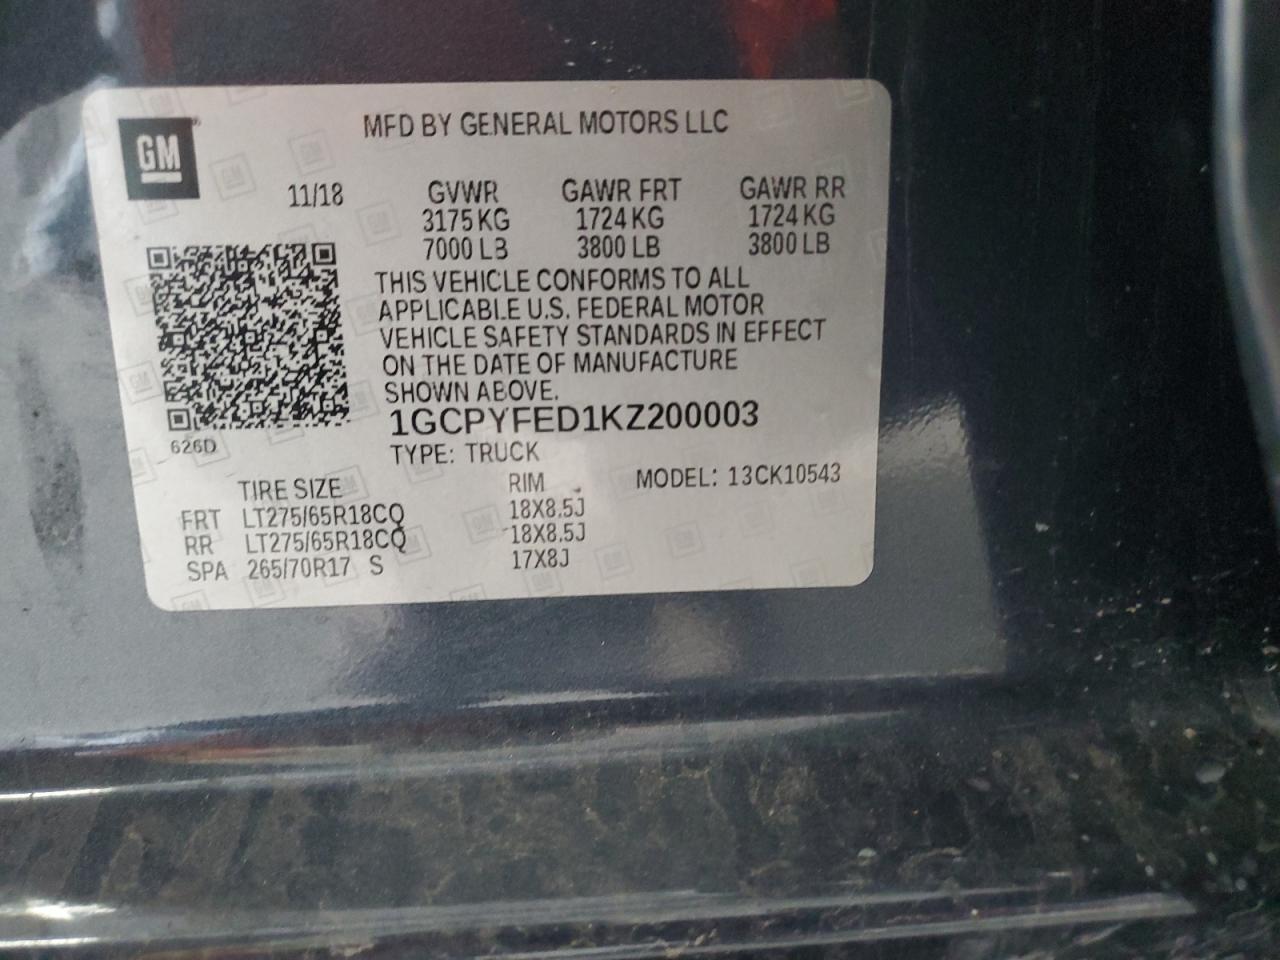 MFD BY GENERAL MOTORS LLC
GM
11/18 GVWR GAWR FRT GAWR RR
3175 KG 1724 KG 1724 KG
7000 LB 3800 LB 3800 LB
THIS VEHICLE CONFORMS TO ALL
APPLICABLE U.S. FEDERAL MOTOR
VEHICLE SAFETY STANDARDS IN EFFECT
ON THE DATE OF MANUFACTURE
SHOWN ABOVE.
1GCPYFED1KZ200003
626D
TYPE: TRUCK
TIRE SIZE RIM MODEL: 13CK10543
FRT LT275/65R18CQ 18X8.5J
RR LT275/65R18CQ 18X8.5J
SPA 265/70R17 S 17X8J